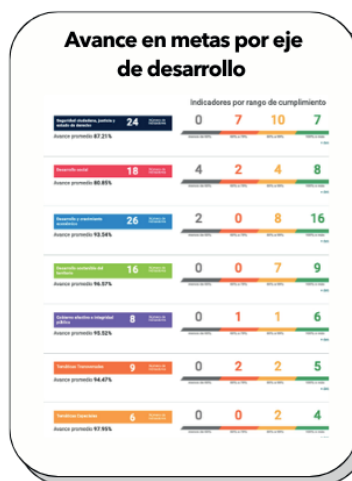 Avance en metas por eje
de desarrollo
Indicadores por rango de cumplimiento
Seguridad ciudadana, justicia y
estado de derecho
24
0 7 10 7
Avance promedio 87.21%
Desarrollo social
18
4 2 4 8
Avance promedio 80.85%
Desarrollo y crecimiento
económico
26
2 0 8 16
Avance promedio 93.54%
Desarrollo sostenible del
territorio
16
0 0 7 9
Avance promedio 96.57%
Gobierno efectivo e integridad
pública
8
0 1 1 6
Avance promedio 95.52%
Temáticas Transversales
9
0 2 2 5
Avance promedio 94.47%
Temáticas Especiales
6
0 0 2 4
Avance promedio 97.95%